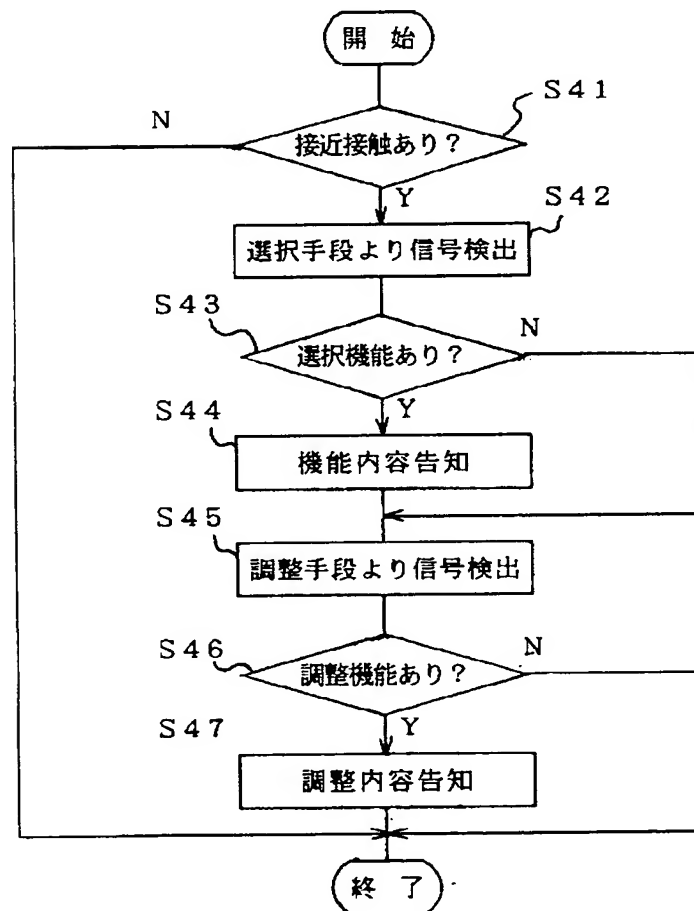 開 始
S41
N
接近接触あり?
Y
S42
選択手段より信号検出
S43
N
選択機能あり?
Y
S44
機能内容告知
S45
調整手段より信号検出
S46
N
調整機能あり?
Y
S47
調整内容告知
終 了